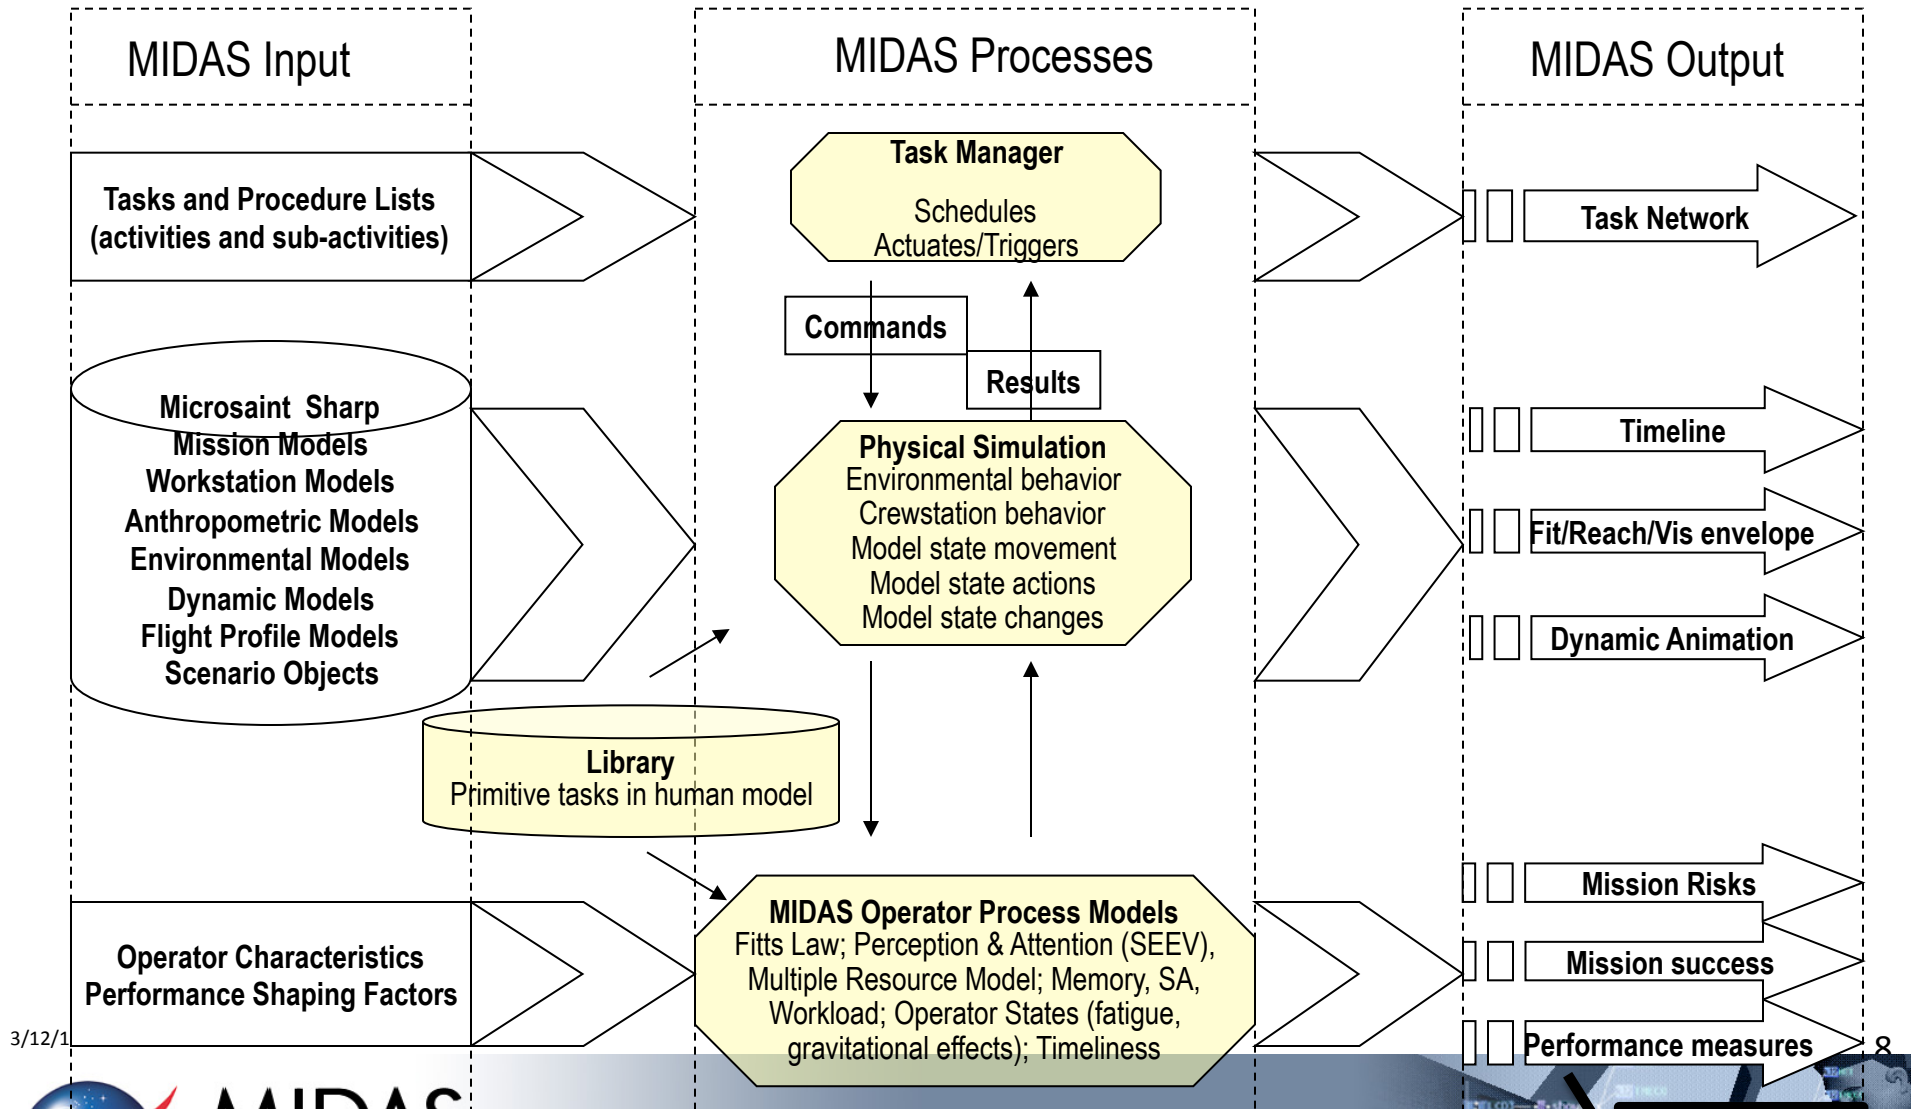 MIDAS Input
MIDAS Processes
MIDAS Output
Tasks and Procedure Lists
(activities and sub-activities)
Task Manager
Schedules
Actuates/Triggers
Task Network
Commands
Results
Microsaint Sharp
Mission Models
Workstation Models
Anthropometric Models
Environmental Models
Dynamic Models
Flight Profile Models
Scenario Objects
Physical Simulation
Environmental behavior
Crewstation behavior
Model state movement
Model state actions
Model state changes
Timeline
Fit/Reach/Vis envelope
Dynamic Animation
Library
Primitive tasks in human model
Operator Characteristics
Performance Shaping Factors
MIDAS Operator Process Models
Fitts Law; Perception & Attention (SEEV),
Multiple Resource Model; Memory, SA,
Workload; Operator States (fatigue,
gravitational effects); Timeliness
Mission Risks
Mission success
Performance measures
3/12/1
8
MIDAS